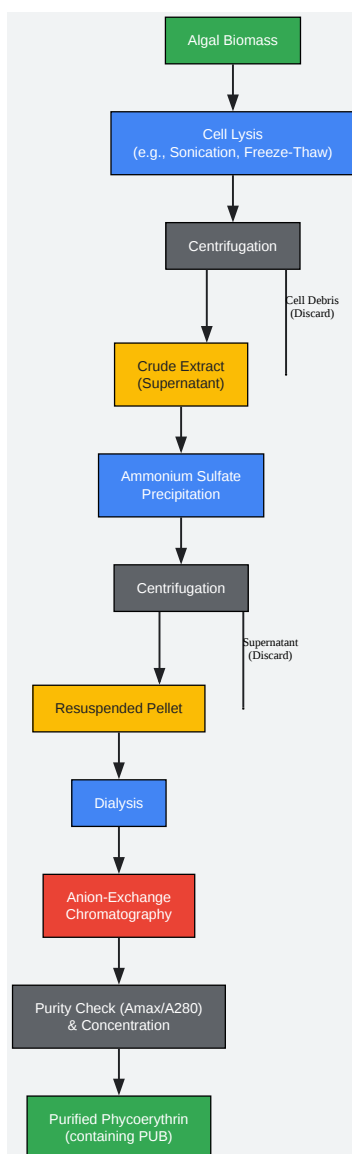 Algal Biomass
Cell Lysis
(e.g., Sonication, Freeze-Thaw)
Centrifugation
Cell Debris
(Discard)
Crude Extract
(Supernatant)
Ammonium Sulfate
Precipitation
Centrifugation
Supernatant
(Discard)
Resuspended Pellet
Dialysis
Anion-Exchange
Chromatography
Purity Check (Amax/A280)
& Concentration
Purified Phycoerythrin
(containing PUB)